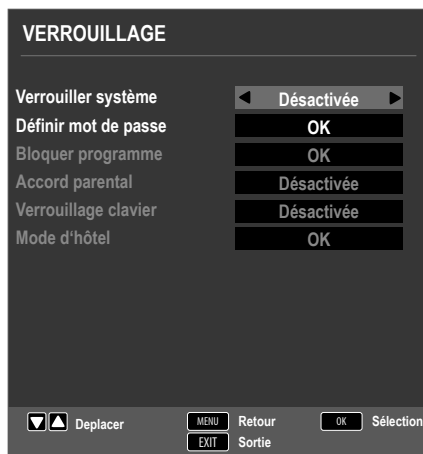 VERROUILLAGE
Verrouiller système ◀ Désactivée ▶
Définir mot de passe OK
Bloquer programme OK
Accord parental Désactivée
Verrouillage clavier Désactivée
Mode d‘hôtel OK
▼ ▲ Deplacer MENU Retour OK Sélection
EXIT Sortie